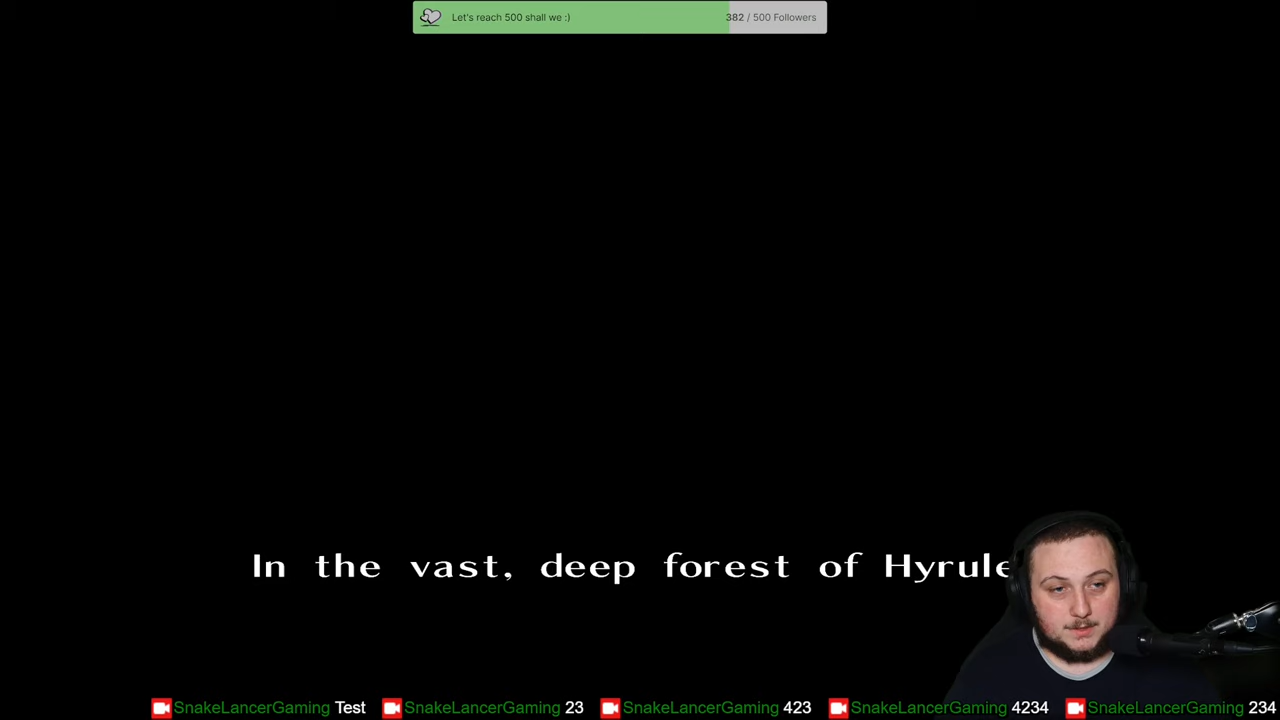 Let's reach 500 shall we :)
382 / 500 Followers
In the vast, deep forest of Hyrule
SnakeLancerGaming Test SnakeLancerGaming 23 SnakeLancerGaming 423 SnakeLancerGaming 4234 SnakeLancerGaming 234